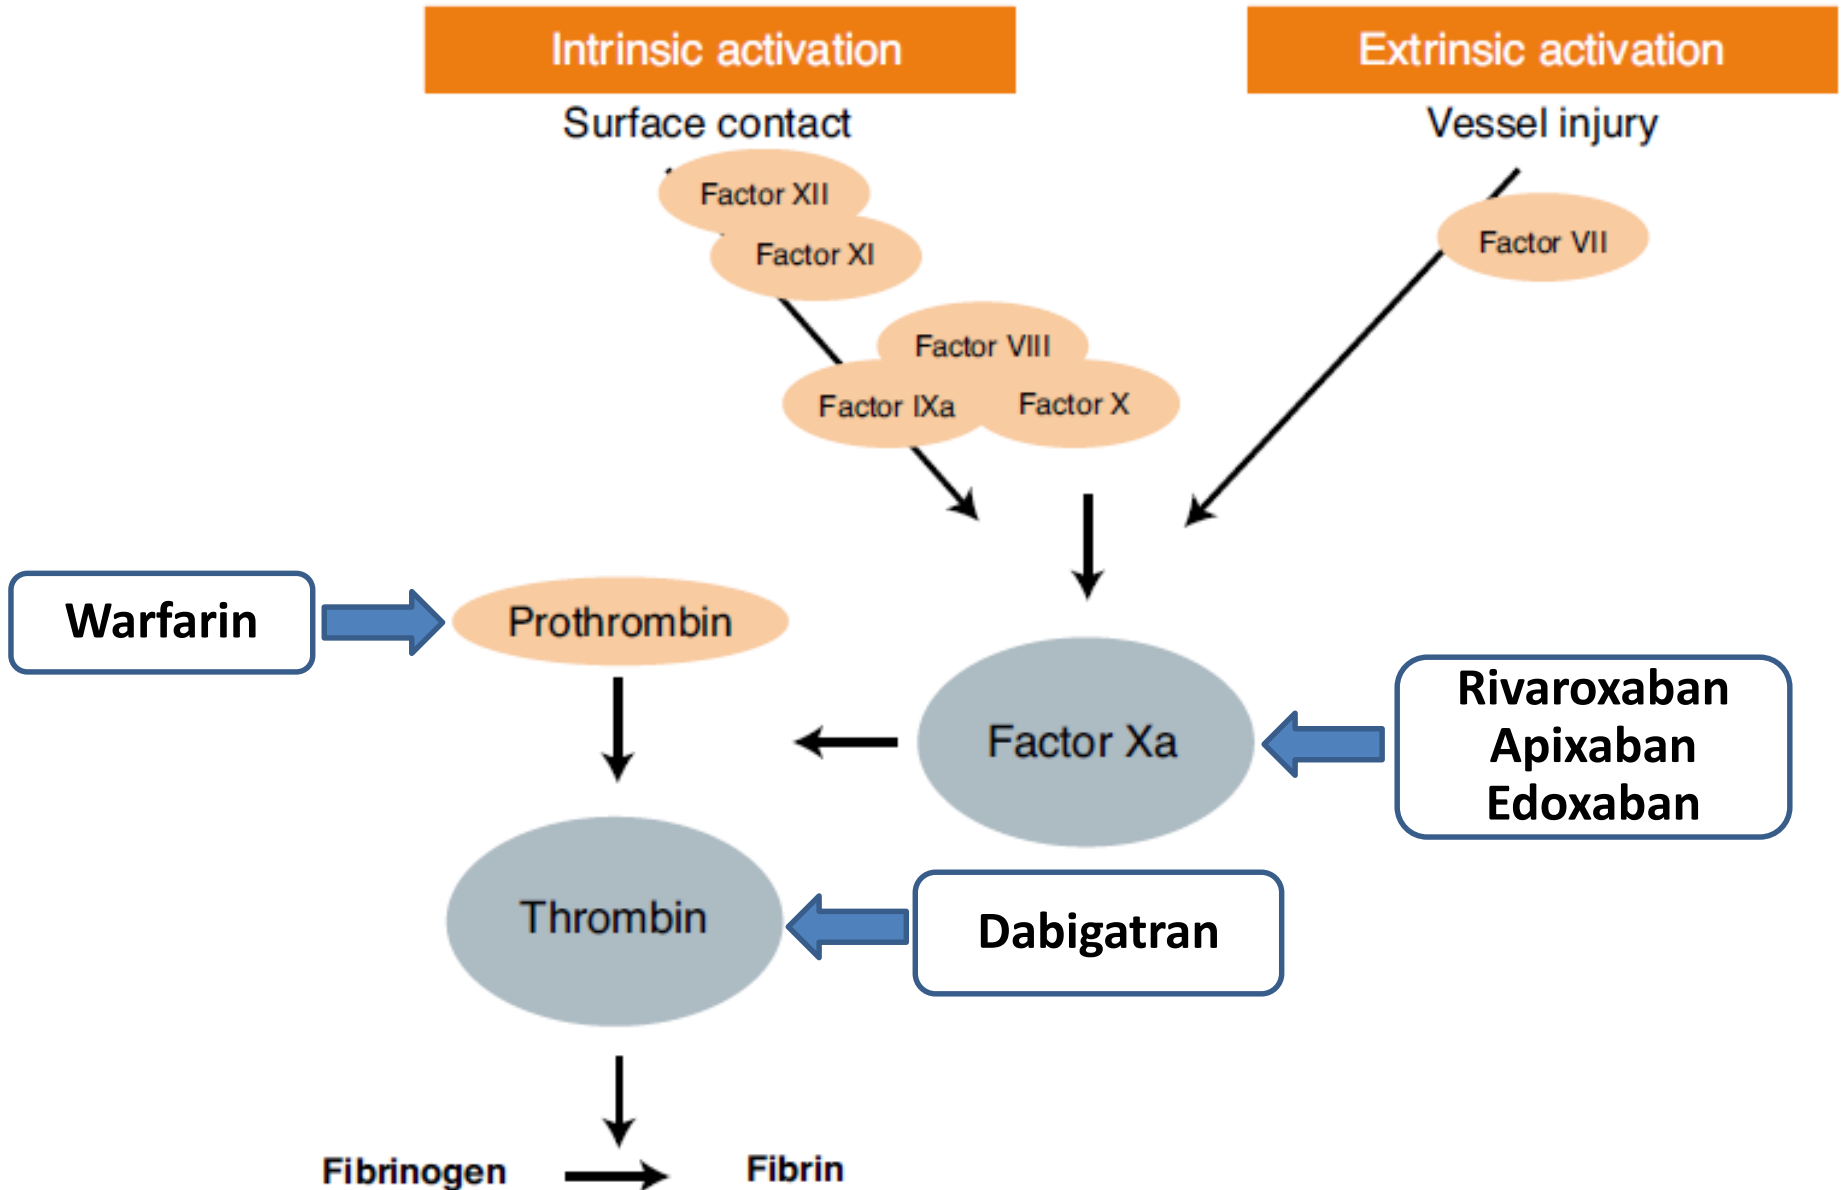 Intrinsic activation
Extrinsic activation
Surface contact
Vessel injury
Factor XII
Factor XI
Factor VII
Factor VIII
Factor IXa
Factor X
Warfarin
Prothrombin
Factor Xa
Rivaroxaban
Apixaban
Edoxaban
Thrombin
Dabigatran
Fibrinogen
Fibrin